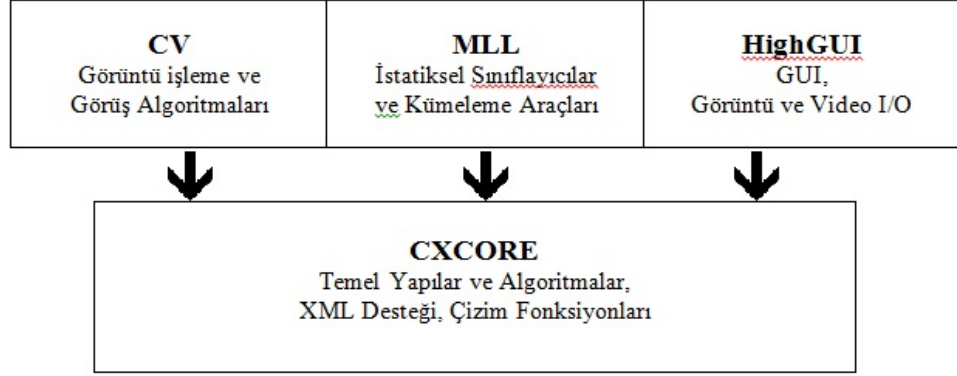 CV
Görüntü işleme ve
Görüş Algoritmaları
MLL
İstatiksel Sınıflayıcılar
ve Kümeleme Araçları
HighGUI
GUI,
Görüntü ve Video I/O
CXCORE
Temel Yapılar ve Algoritmalar,
XML Desteği, Çizim Fonksiyonları